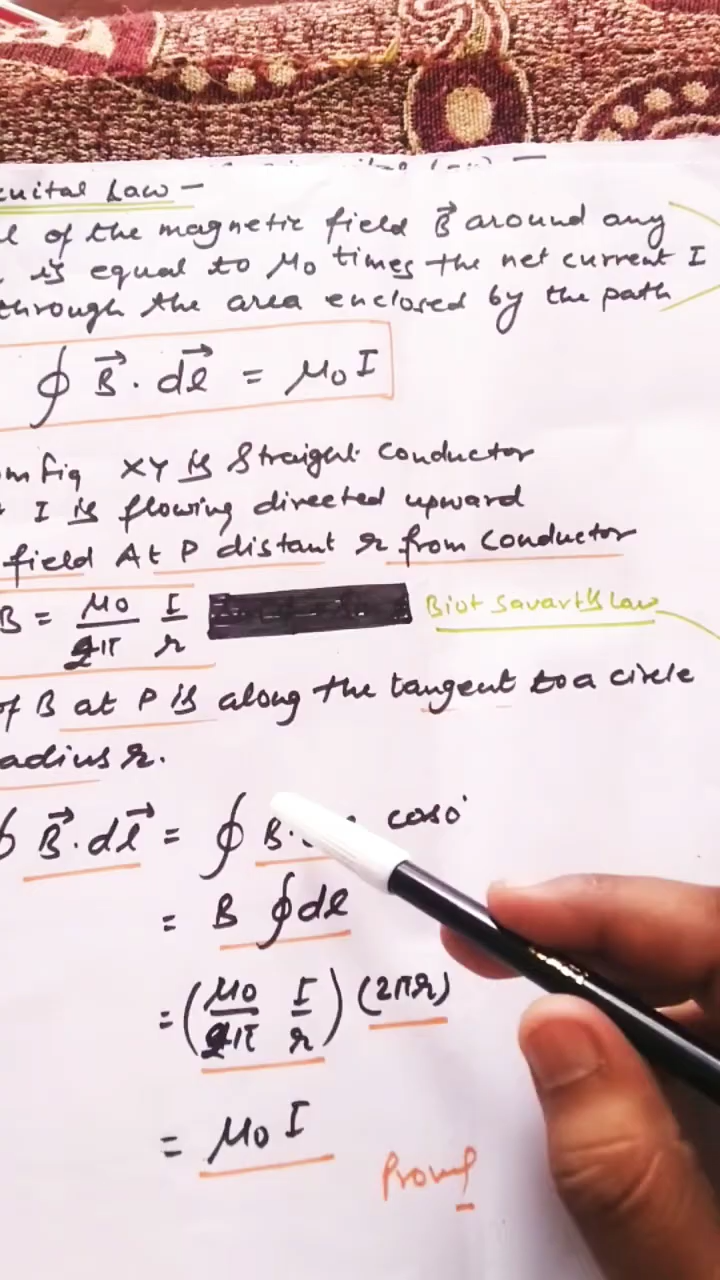 cuital Law -
l of the magnetic field B⃗ around any
is equal to μ₀ times the net current I
through the area enclosed by the path
∮ B⃗ . dl⃗ = μ₀ I
om fig XY is Straight Conductor
I is flowing directed upward
field At P distant r from conductor
B = μ₀/2π I/r Biot Savart's Law
of B at P is along the tangent to a circle
adius r.
∮ B⃗ . dl⃗ = ∮ B. cos0°
= B ∮ dl
= (μ₀/2π I/r) (2πr)
= μ₀ I
Proved